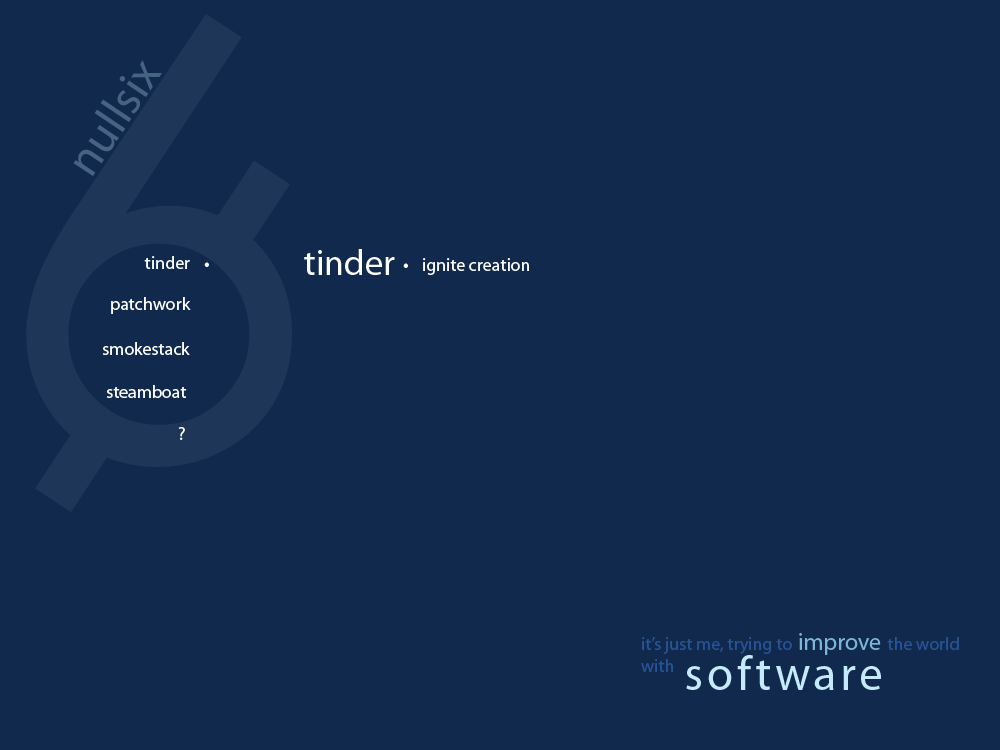 nullsix
tinder •
tinder • ignite creation
patchwork
smokestack
steamboat
?
it's just me, trying to improve the world
with software